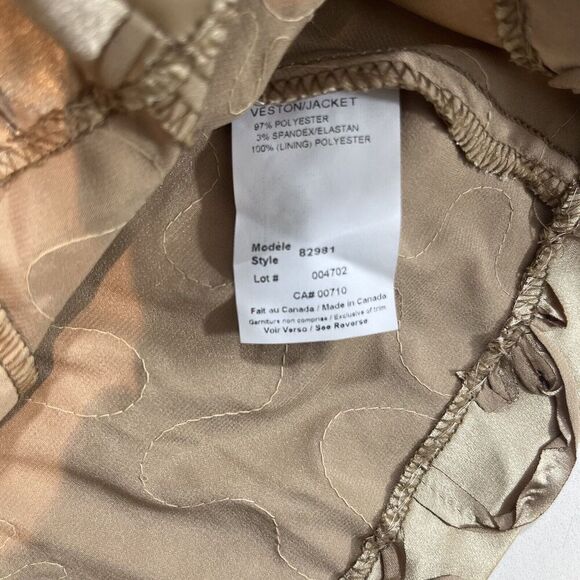 VESTON/JACKET
97% POLYESTER
3% SPANDEX/ELASTAN
100% (LINING) POLYESTER
Modèle
Style 82981
Lot # 004702
CA# 00710
Fait au Canada / Made in Canada
Garniture non comprise / Exclusive of trim
Voir Verso / See Reverse